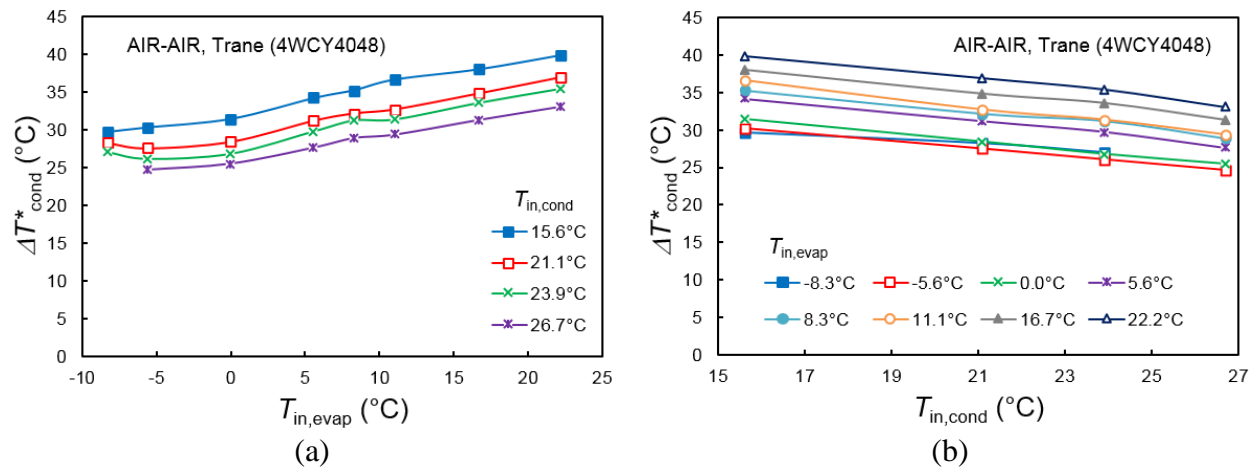 AIR-AIR, Trane (4WCY4048)
ΔT*cond (°C)
45
40
35
30
25
20
15
10
5
0
Tin,cond
15.6°C
21.1°C
23.9°C
26.7°C
-10 -5 0 5 10 15 20 25
Tin,evap (°C)
(a)
AIR-AIR, Trane (4WCY4048)
ΔT*cond (°C)
45
40
35
30
25
20
15
10
5
0
Tin,evap
-8.3°C -5.6°C 0.0°C 5.6°C
8.3°C 11.1°C 16.7°C 22.2°C
15 17 19 21 23 25 27
Tin,cond (°C)
(b)